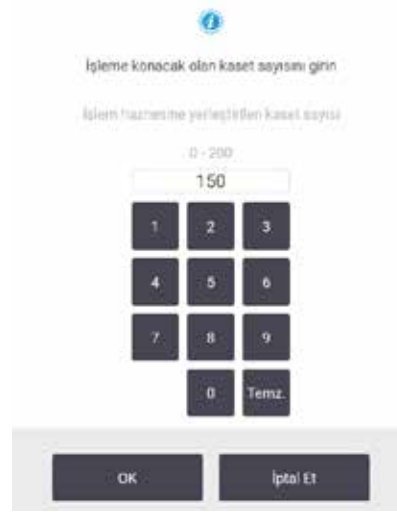 i
İşleme konacak olan kaset sayısını girin
İşlem haznesine yerleştirilen kaset sayısı
0 - 200
150
1 2 3
4 5 6
7 8 9
0 Temz.
OK İptal Et